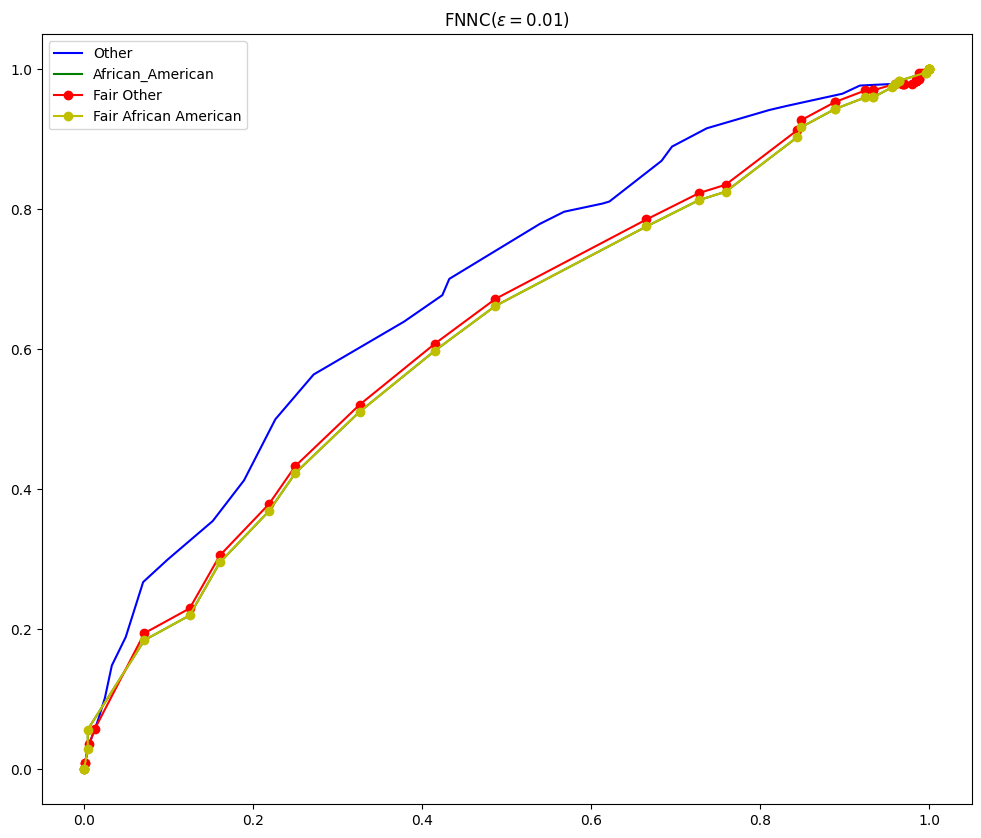 FNNC(ε = 0.01)
Other
African_American
Fair Other
Fair African American
1.0
0.8
0.6
0.4
0.2
0.0
0.0 0.2 0.4 0.6 0.8 1.0